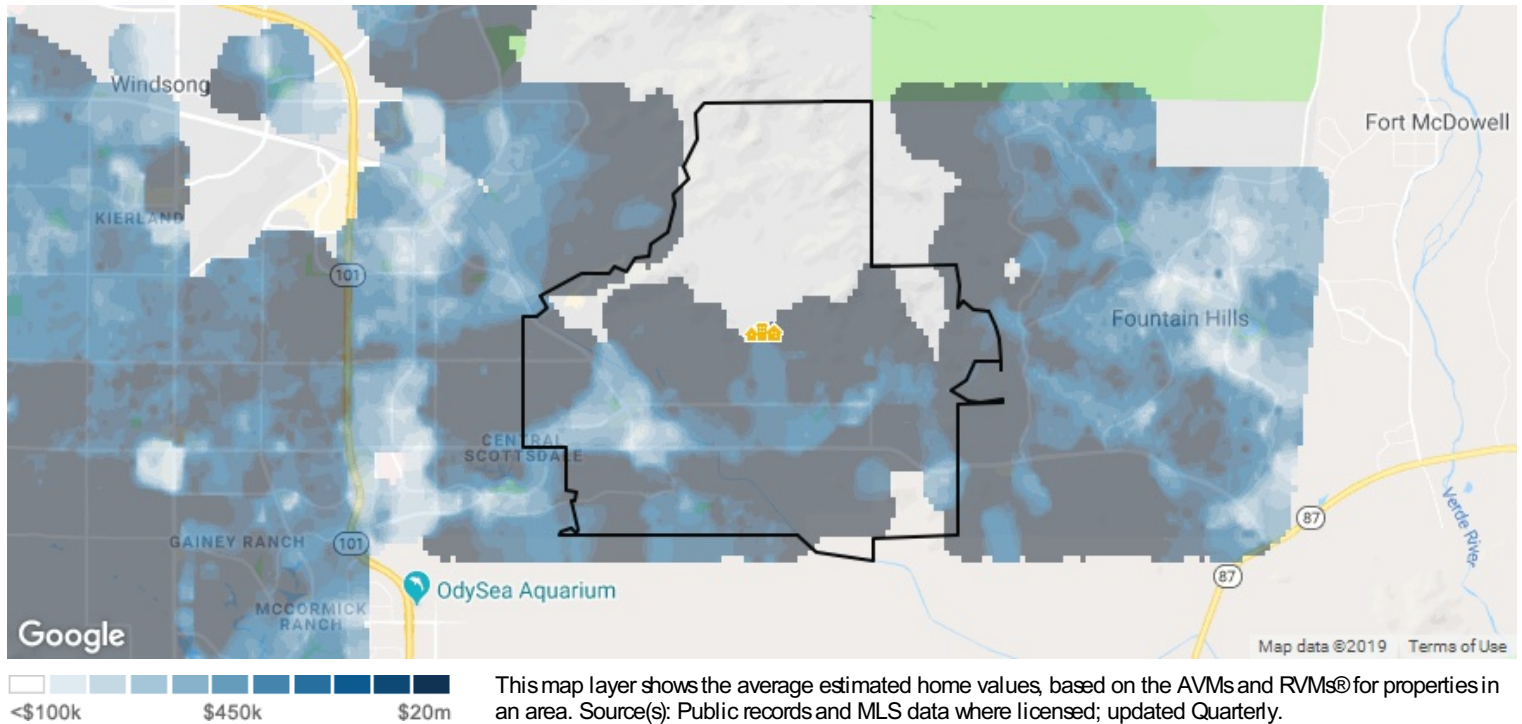 Windsong
Fort McDowell
KIERLAND
101
Fountain Hills
CENTRAL
SCOTTSDALE
87
Verde River
GAINEY RANCH
101
87
OdySea Aquarium
MCCORMICK
RANCH
Google
Map data ©2019 Terms of Use
<$100k $450k $20m
This map layer shows the average estimated home values, based on the AVMs and RVMs® for properties in
an area. Source(s): Public records and MLS data where licensed; updated Quarterly.